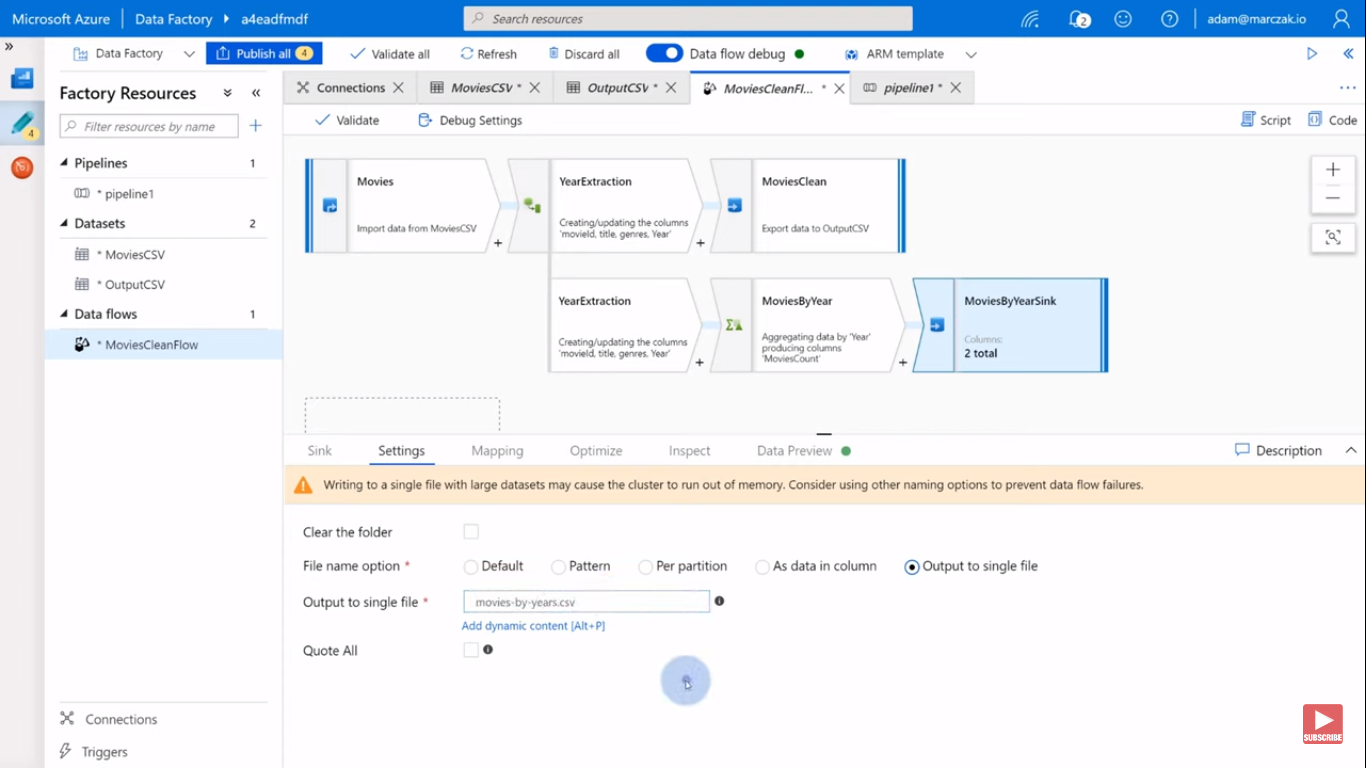 Microsoft Azure Data Factory a4eadfmdf Search resources 2 adam@marczak.io
» Data Factory Publish all 4 Validate all Refresh Discard all Data flow debug ARM template «
Factory Resources
Filter resources by name +
Pipelines 1
* pipeline1
Datasets 2
* MoviesCSV
* OutputCSV
Data flows 1
* MoviesCleanFlow
Connections
Triggers
4
Connections MoviesCSV * OutputCSV * MoviesCleanFl... * pipeline1 * ...
Validate Debug Settings Script Code
Movies
Import data from MoviesCSV
+
YearExtraction
Creating/updating the columns
'movieId, title, genres, Year'
+
MoviesClean
Export data to OutputCSV
YearExtraction
Creating/updating the columns
'movieId, title, genres, Year'
+
MoviesByYear
Aggregating data by 'Year'
producing columns
'MoviesCount'
+
MoviesByYearSink
Columns:
2 total
Sink Settings Mapping Optimize Inspect Data Preview Description
Writing to a single file with large datasets may cause the cluster to run out of memory. Consider using other naming options to prevent data flow failures.
Clear the folder
File name option * Default Pattern Per partition As data in column Output to single file
Output to single file * movies-by-years.csv
Add dynamic content [Alt+P]
Quote All
SUBSCRIBE